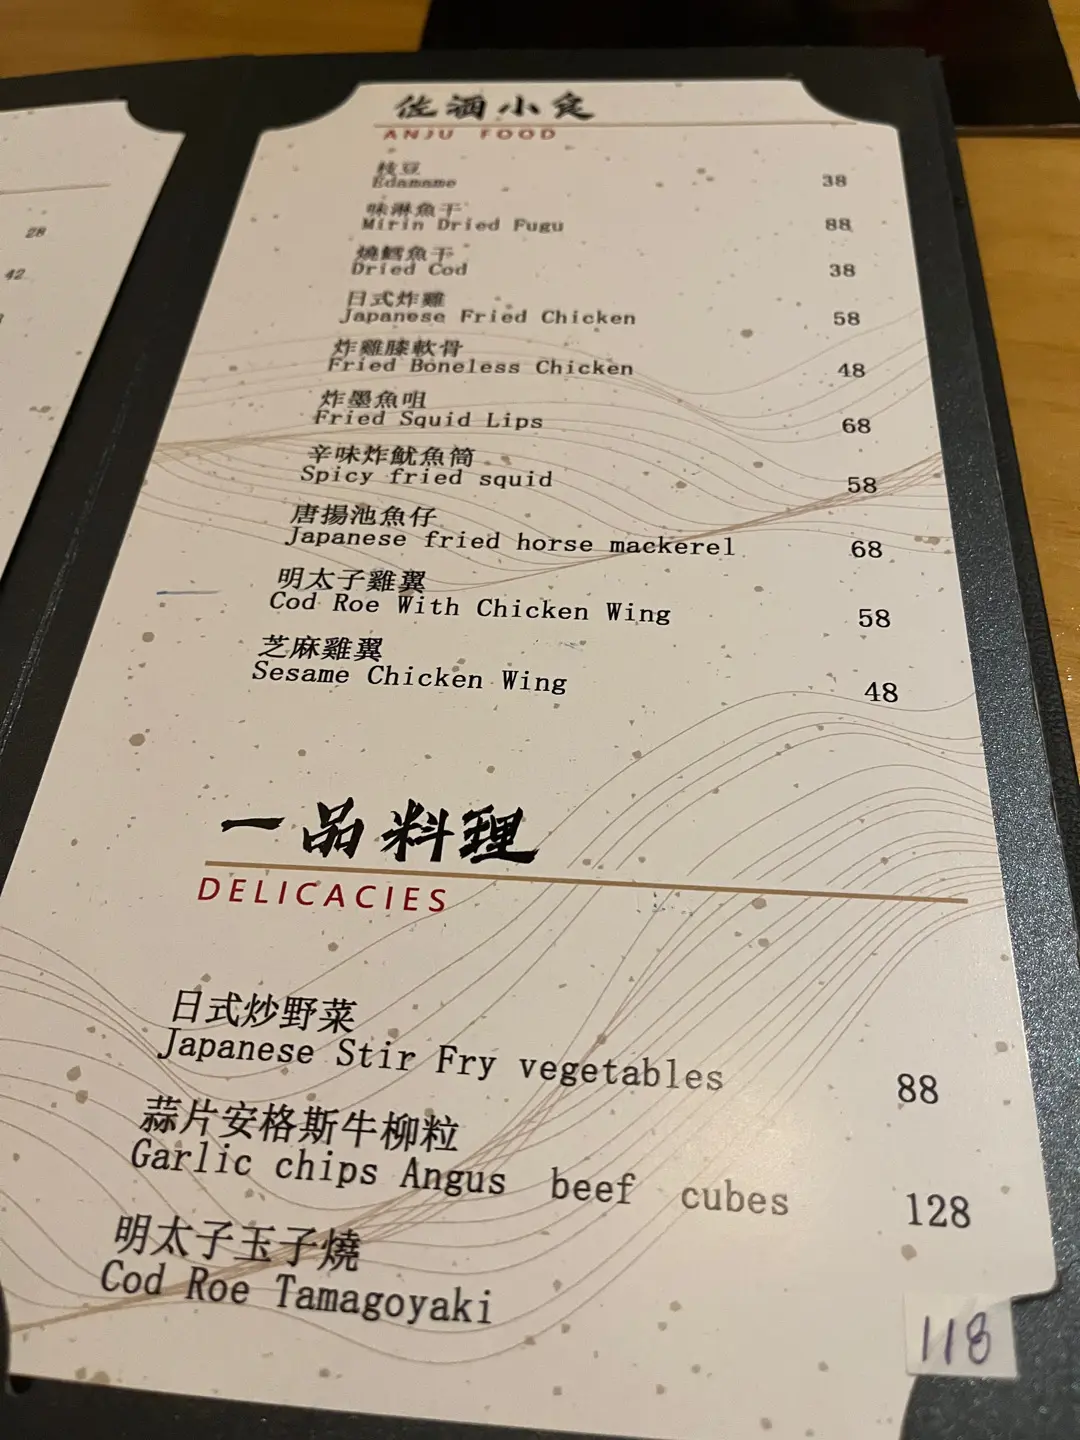 28
42
佐酒小食
ANJU FOOD
枝豆
Edamame 38
味淋魚干
Mirin Dried Fugu 88
燒鱈魚干
Dried Cod 38
日式炸雞
Japanese Fried Chicken 58
炸雞膝軟骨
Fried Boneless Chicken 48
炸墨魚咀
Fried Squid Lips 68
辛味炸魷魚筒
Spicy fried squid 58
唐揚池魚仔
Japanese fried horse mackerel 68
明太子雞翼
Cod Roe With Chicken Wing 58
芝麻雞翼
Sesame Chicken Wing 48
一品料理
DELICACIES
日式炒野菜
Japanese Stir Fry vegetables 88
蒜片安格斯牛柳粒
Garlic chips Angus beef cubes 128
明太子玉子燒
Cod Roe Tamagoyaki 118